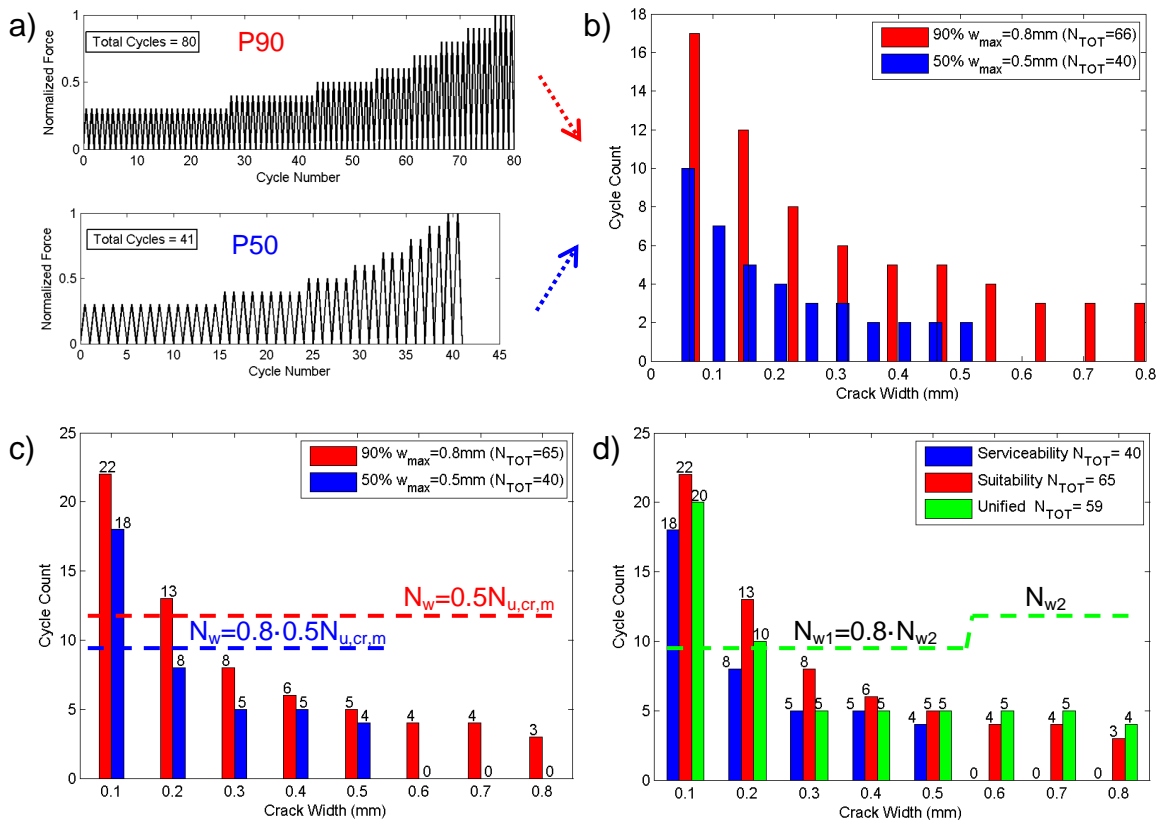 a)
Total Cycles = 80
P90
Normalized Force
1
0.5
0
0 10 20 30 40 50 60 70 80
Cycle Number
Total Cycles = 41
P50
Normalized Force
1
0.5
0
0 5 10 15 20 25 30 35 40 45
Cycle Number
b)
90% w_max=0.8mm (N_TOT=66)
50% w_max=0.5mm (N_TOT=40)
Cycle Count
18
16
14
12
10
8
6
4
2
0
0 0.1 0.2 0.3 0.4 0.5 0.6 0.7 0.8
Crack Width (mm)
c)
90% w_max=0.8mm (N_TOT=65)
50% w_max=0.5mm (N_TOT=40)
Cycle Count
25
20
15
10
5
0
22 18 13 8 8 5 6 5 5 4 4 0 4 0 3 0
N_w=0.5N_u,cr,m
N_w=0.8·0.5N_u,cr,m
0.1 0.2 0.3 0.4 0.5 0.6 0.7 0.8
Crack Width (mm)
d)
Serviceability N_TOT= 40
Suitability N_TOT= 65
Unified N_TOT= 59
Cycle Count
25
20
15
10
5
0
18 22 20 8 13 10 5 8 5 5 6 5 4 5 5 0 4 5 0 4 5 0 3 4
N_w2
N_w1=0.8·N_w2
0.1 0.2 0.3 0.4 0.5 0.6 0.7 0.8
Crack Width (mm)